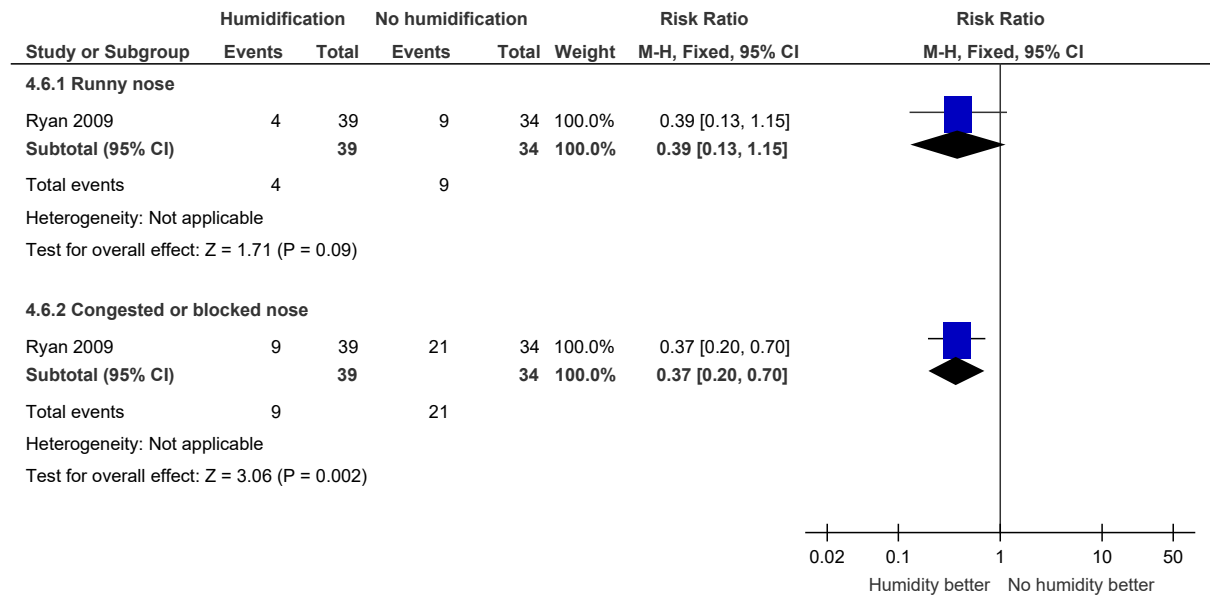 Humidification No humidification Risk Ratio Risk Ratio
Study or Subgroup Events Total Events Total Weight M-H, Fixed, 95% CI M-H, Fixed, 95% CI
4.6.1 Runny nose
Ryan 2009 4 39 9 34 100.0% 0.39 [0.13, 1.15]
Subtotal (95% CI) 39 34 100.0% 0.39 [0.13, 1.15]
Total events 4 9
Heterogeneity: Not applicable
Test for overall effect: Z = 1.71 (P = 0.09)
4.6.2 Congested or blocked nose
Ryan 2009 9 39 21 34 100.0% 0.37 [0.20, 0.70]
Subtotal (95% CI) 39 34 100.0% 0.37 [0.20, 0.70]
Total events 9 21
Heterogeneity: Not applicable
Test for overall effect: Z = 3.06 (P = 0.002)
0.02 0.1 1 10 50
Humidity better No humidity better